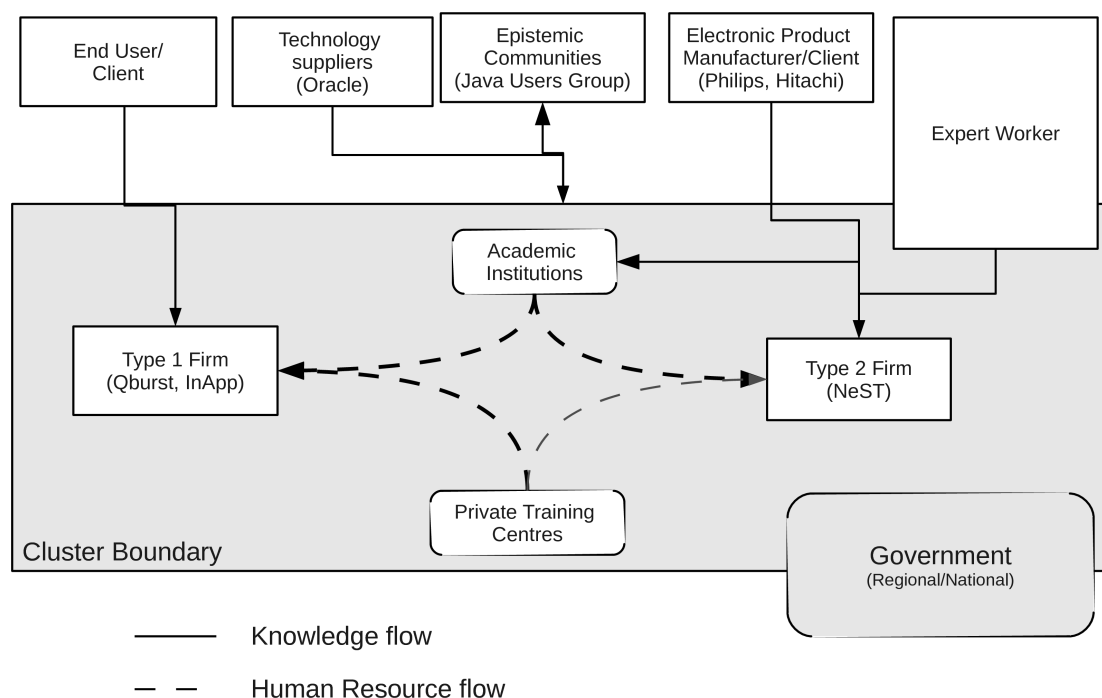 End User/
Client
Technology
suppliers
(Oracle)
Epistemic
Communities
(Java Users Group)
Electronic Product
Manufacturer/Client
(Philips, Hitachi)
Expert Worker
Academic
Institutions
Type 1 Firm
(Qburst, InApp)
Type 2 Firm
(NeST)
Private Training
Centres
Cluster Boundary
Government
(Regional/National)
Knowledge flow
Human Resource flow